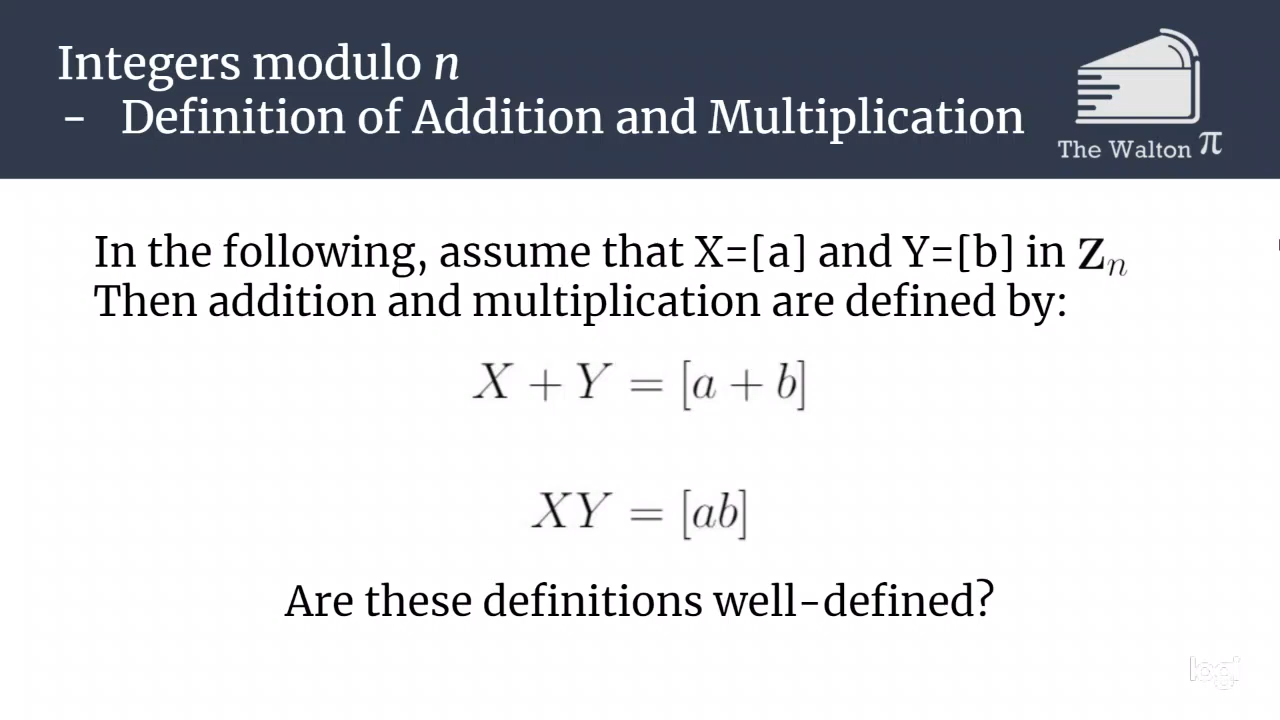 Integers modulo n
- Definition of Addition and Multiplication
The Walton π
In the following, assume that X=[a] and Y=[b] in Zₙ
Then addition and multiplication are defined by:
X + Y = [a + b]
XY = [ab]
Are these definitions well-defined?
logi